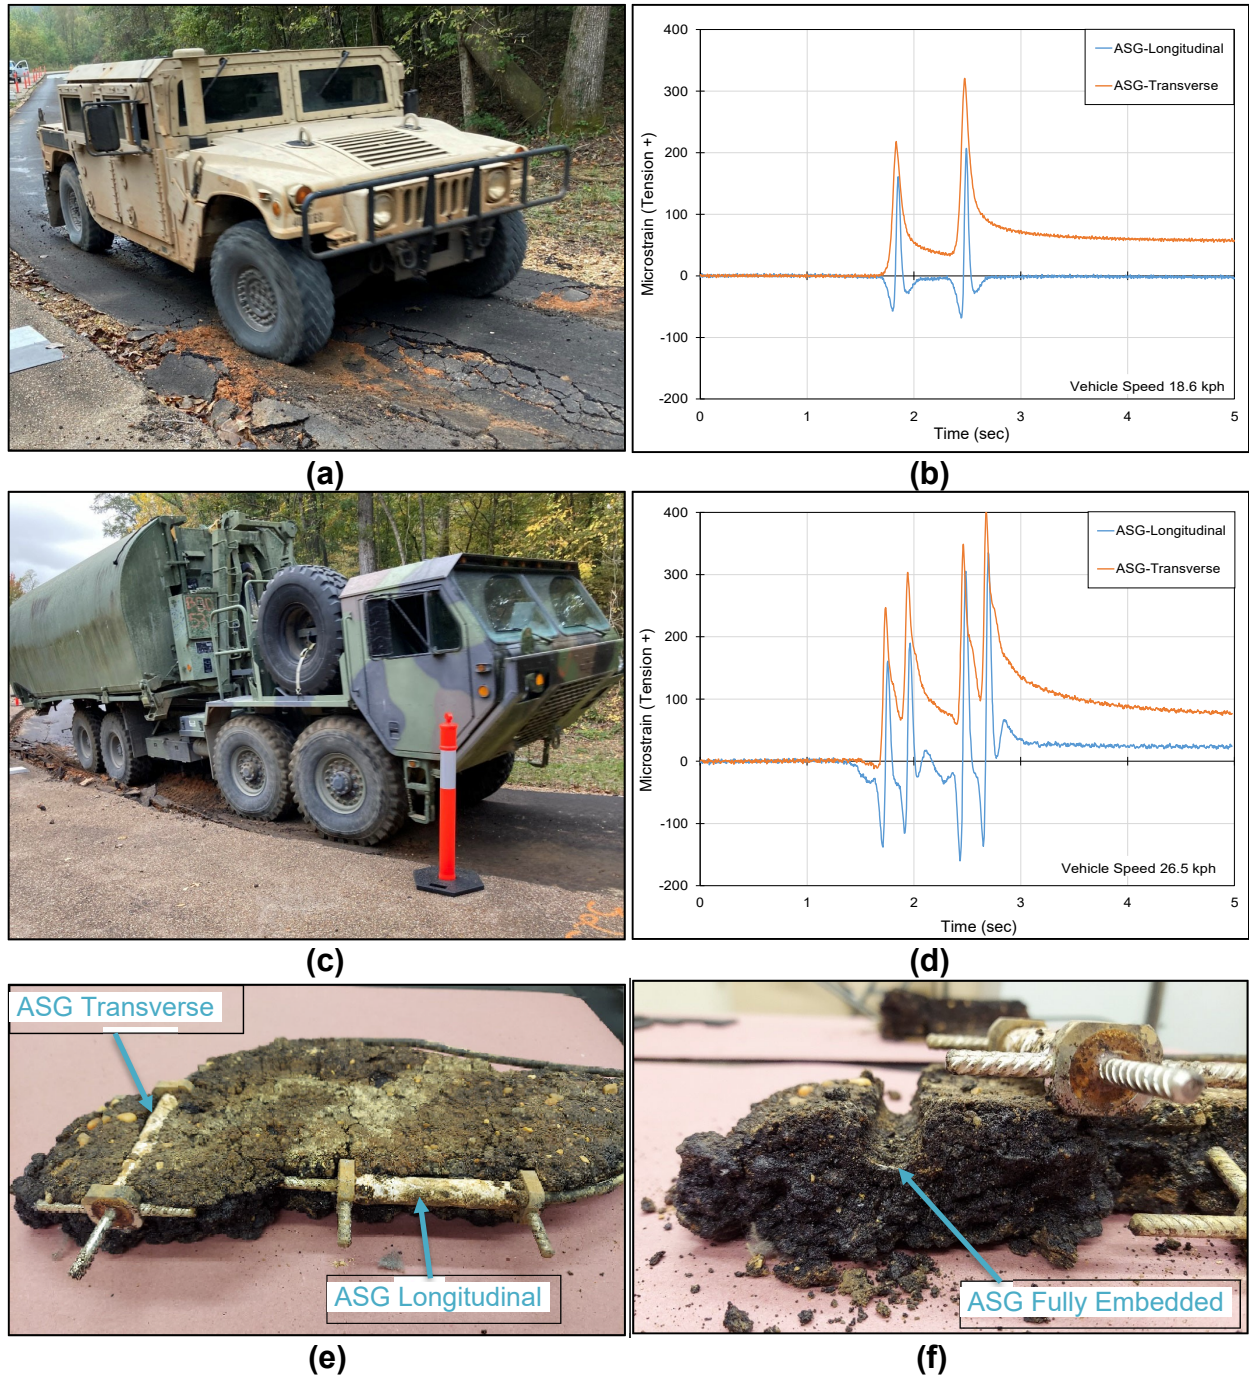 400
300
200
100
0
-100
-200
Microstrain (Tension +)
ASG-Longitudinal
ASG-Transverse
Vehicle Speed 18.6 kph
0 1 2 3 4 5
Time (sec)
(a)
(b)
400
300
200
100
0
-100
-200
Microstrain (Tension +)
ASG-Longitudinal
ASG-Transverse
Vehicle Speed 26.5 kph
0 1 2 3 4 5
Time (sec)
(c)
(d)
ASG Transverse
ASG Longitudinal
ASG Fully Embedded
(e)
(f)